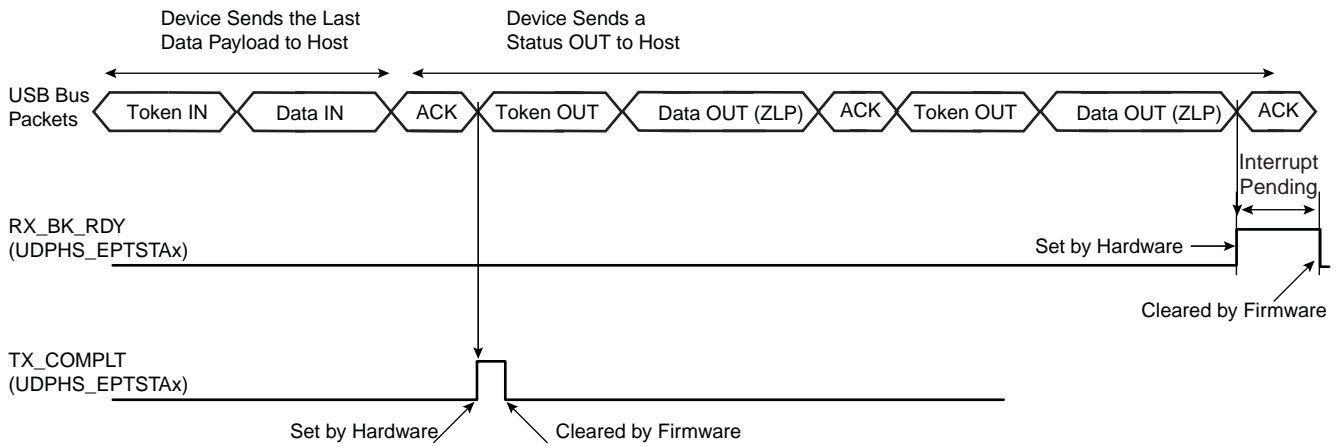 Device Sends the Last
Data Payload to Host
Device Sends a
Status OUT to Host
USB Bus
Packets
Token IN
Data IN
ACK
Token OUT
Data OUT (ZLP)
ACK
Token OUT
Data OUT (ZLP)
ACK
Interrupt
Pending
RX_BK_RDY
(UDPHS_EPTSTAx)
Set by Hardware
Cleared by Firmware
TX_COMPLT
(UDPHS_EPTSTAx)
Set by Hardware
Cleared by Firmware